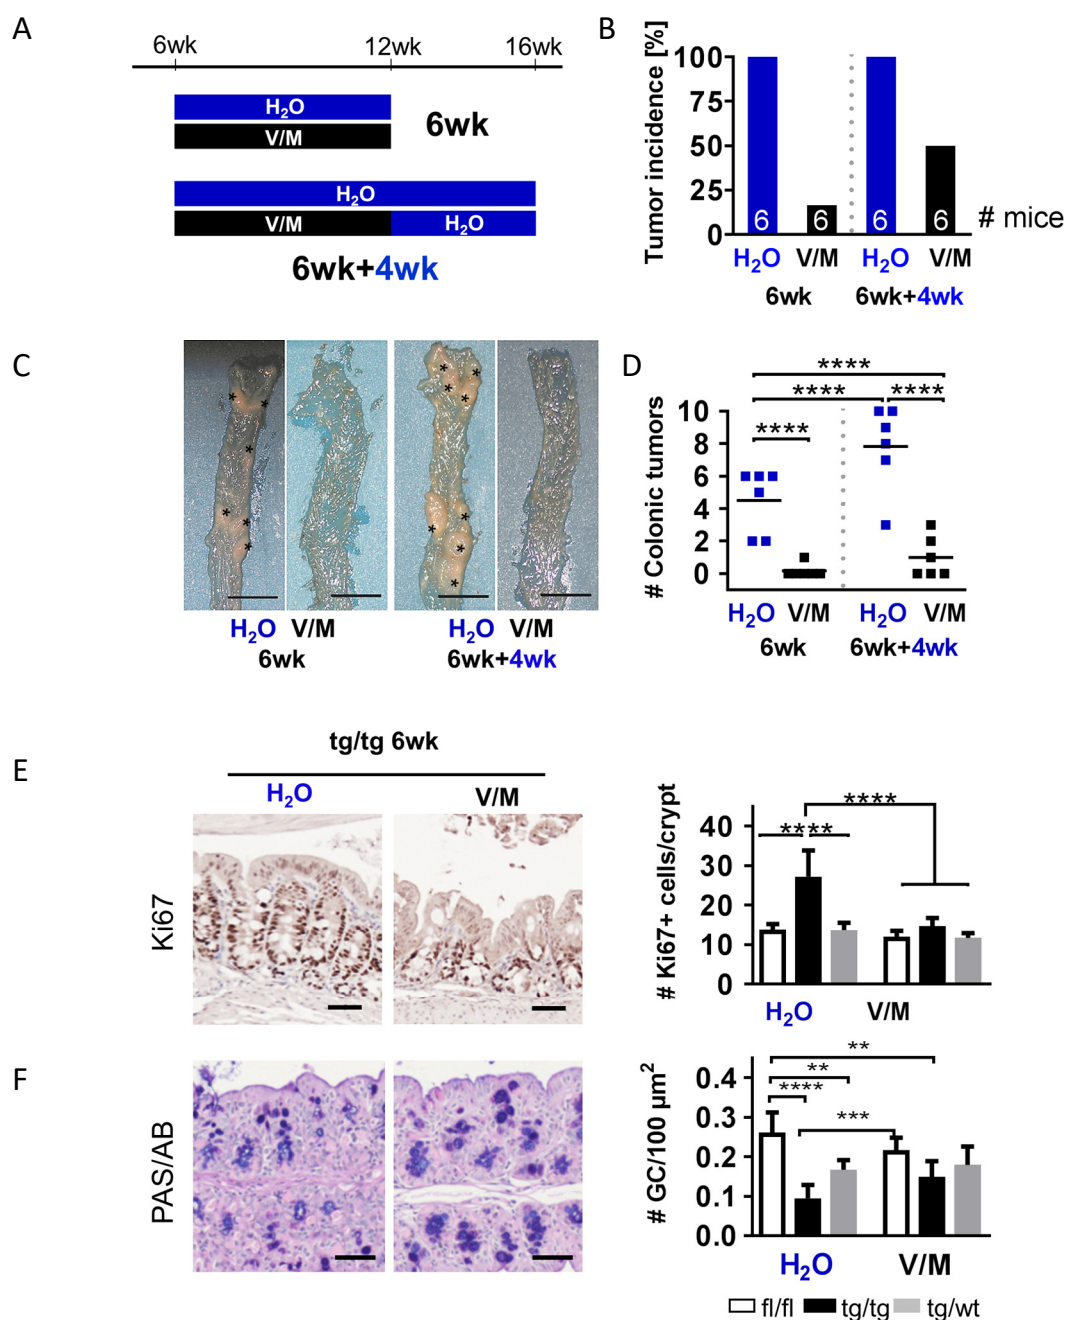 A
6wk 12wk 16wk
H₂O
V/M
6wk
H₂O
V/M H₂O
6wk+4wk
B
Tumor incidence [%]
100
75
50
25
0
6 6 6 6
# mice
H₂O V/M H₂O V/M
6wk 6wk+4wk
C
* * * * * *
* * * * * * * *
H₂O V/M H₂O V/M
6wk 6wk+4wk
D
# Colonic tumors
10
8
6
4
2
0
****
**** ****
****
H₂O V/M H₂O V/M
6wk 6wk+4wk
E
tg/tg 6wk
H₂O V/M
Ki67
# Ki67+ cells/crypt
40
30
20
10
0
****
****
H₂O V/M
F
PAS/AB
# GC/100 µm²
0.4
0.3
0.2
0.1
0.0
**
**
****
***
H₂O V/M
fl/fl tg/tg tg/wt